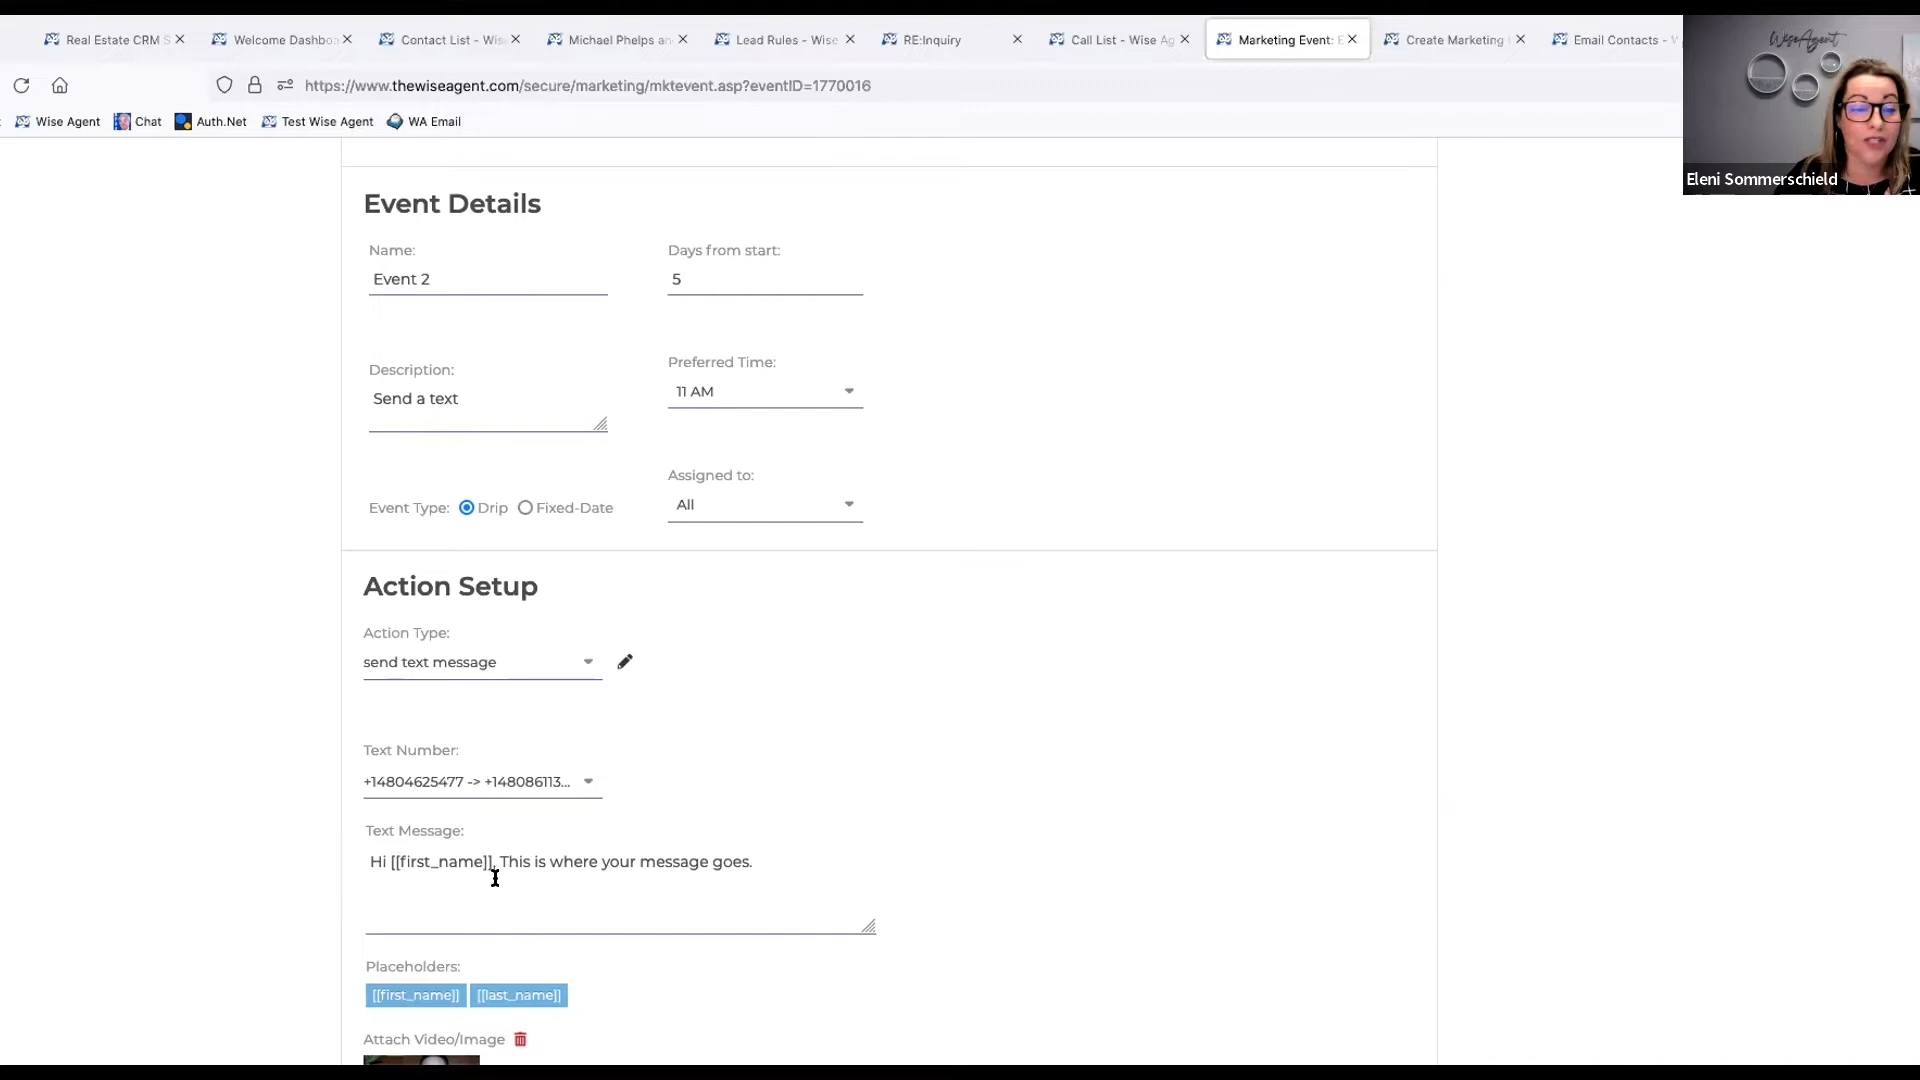 Real Estate CRM S
Welcome Dashbo
Contact List - Wis
Michael Phelps an
Lead Rules - Wise
RE:Inquiry
Call List - Wise Ag
Marketing Event: E
Create Marketing
Email Contacts - W
https://www.thewiseagent.com/secure/marketing/mktevent.asp?eventID=1770016
Wise Agent
Chat
Auth.Net
Test Wise Agent
WA Email
WiseAgent
Eleni Sommerschield
Event Details
Name:
Days from start:
Event 2
5
Description:
Preferred Time:
Send a text
11 AM
Assigned to:
Event Type: Drip Fixed-Date
All
Action Setup
Action Type:
send text message
Text Number:
+14804625477 -> +148086113...
Text Message:
Hi [[first_name]], This is where your message goes.
Placeholders:
[[first_name]] [[last_name]]
Attach Video/Image